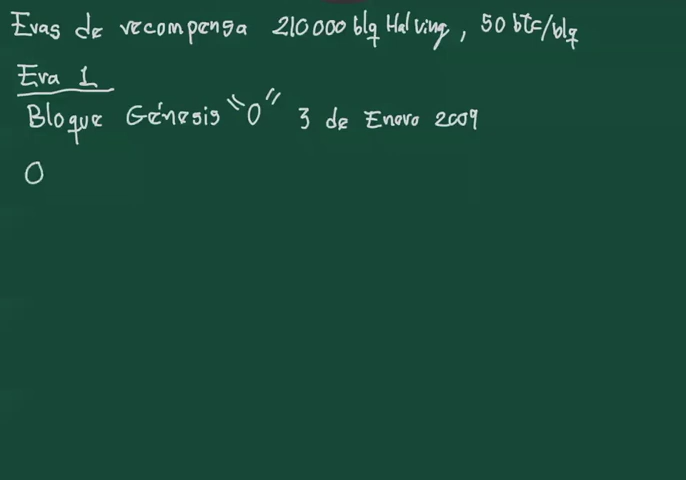 Eras de recompensa 210000 blq Halving, 50 btc/blq
Era 1
Bloque Génesis "0" 3 de Enero 2009
0